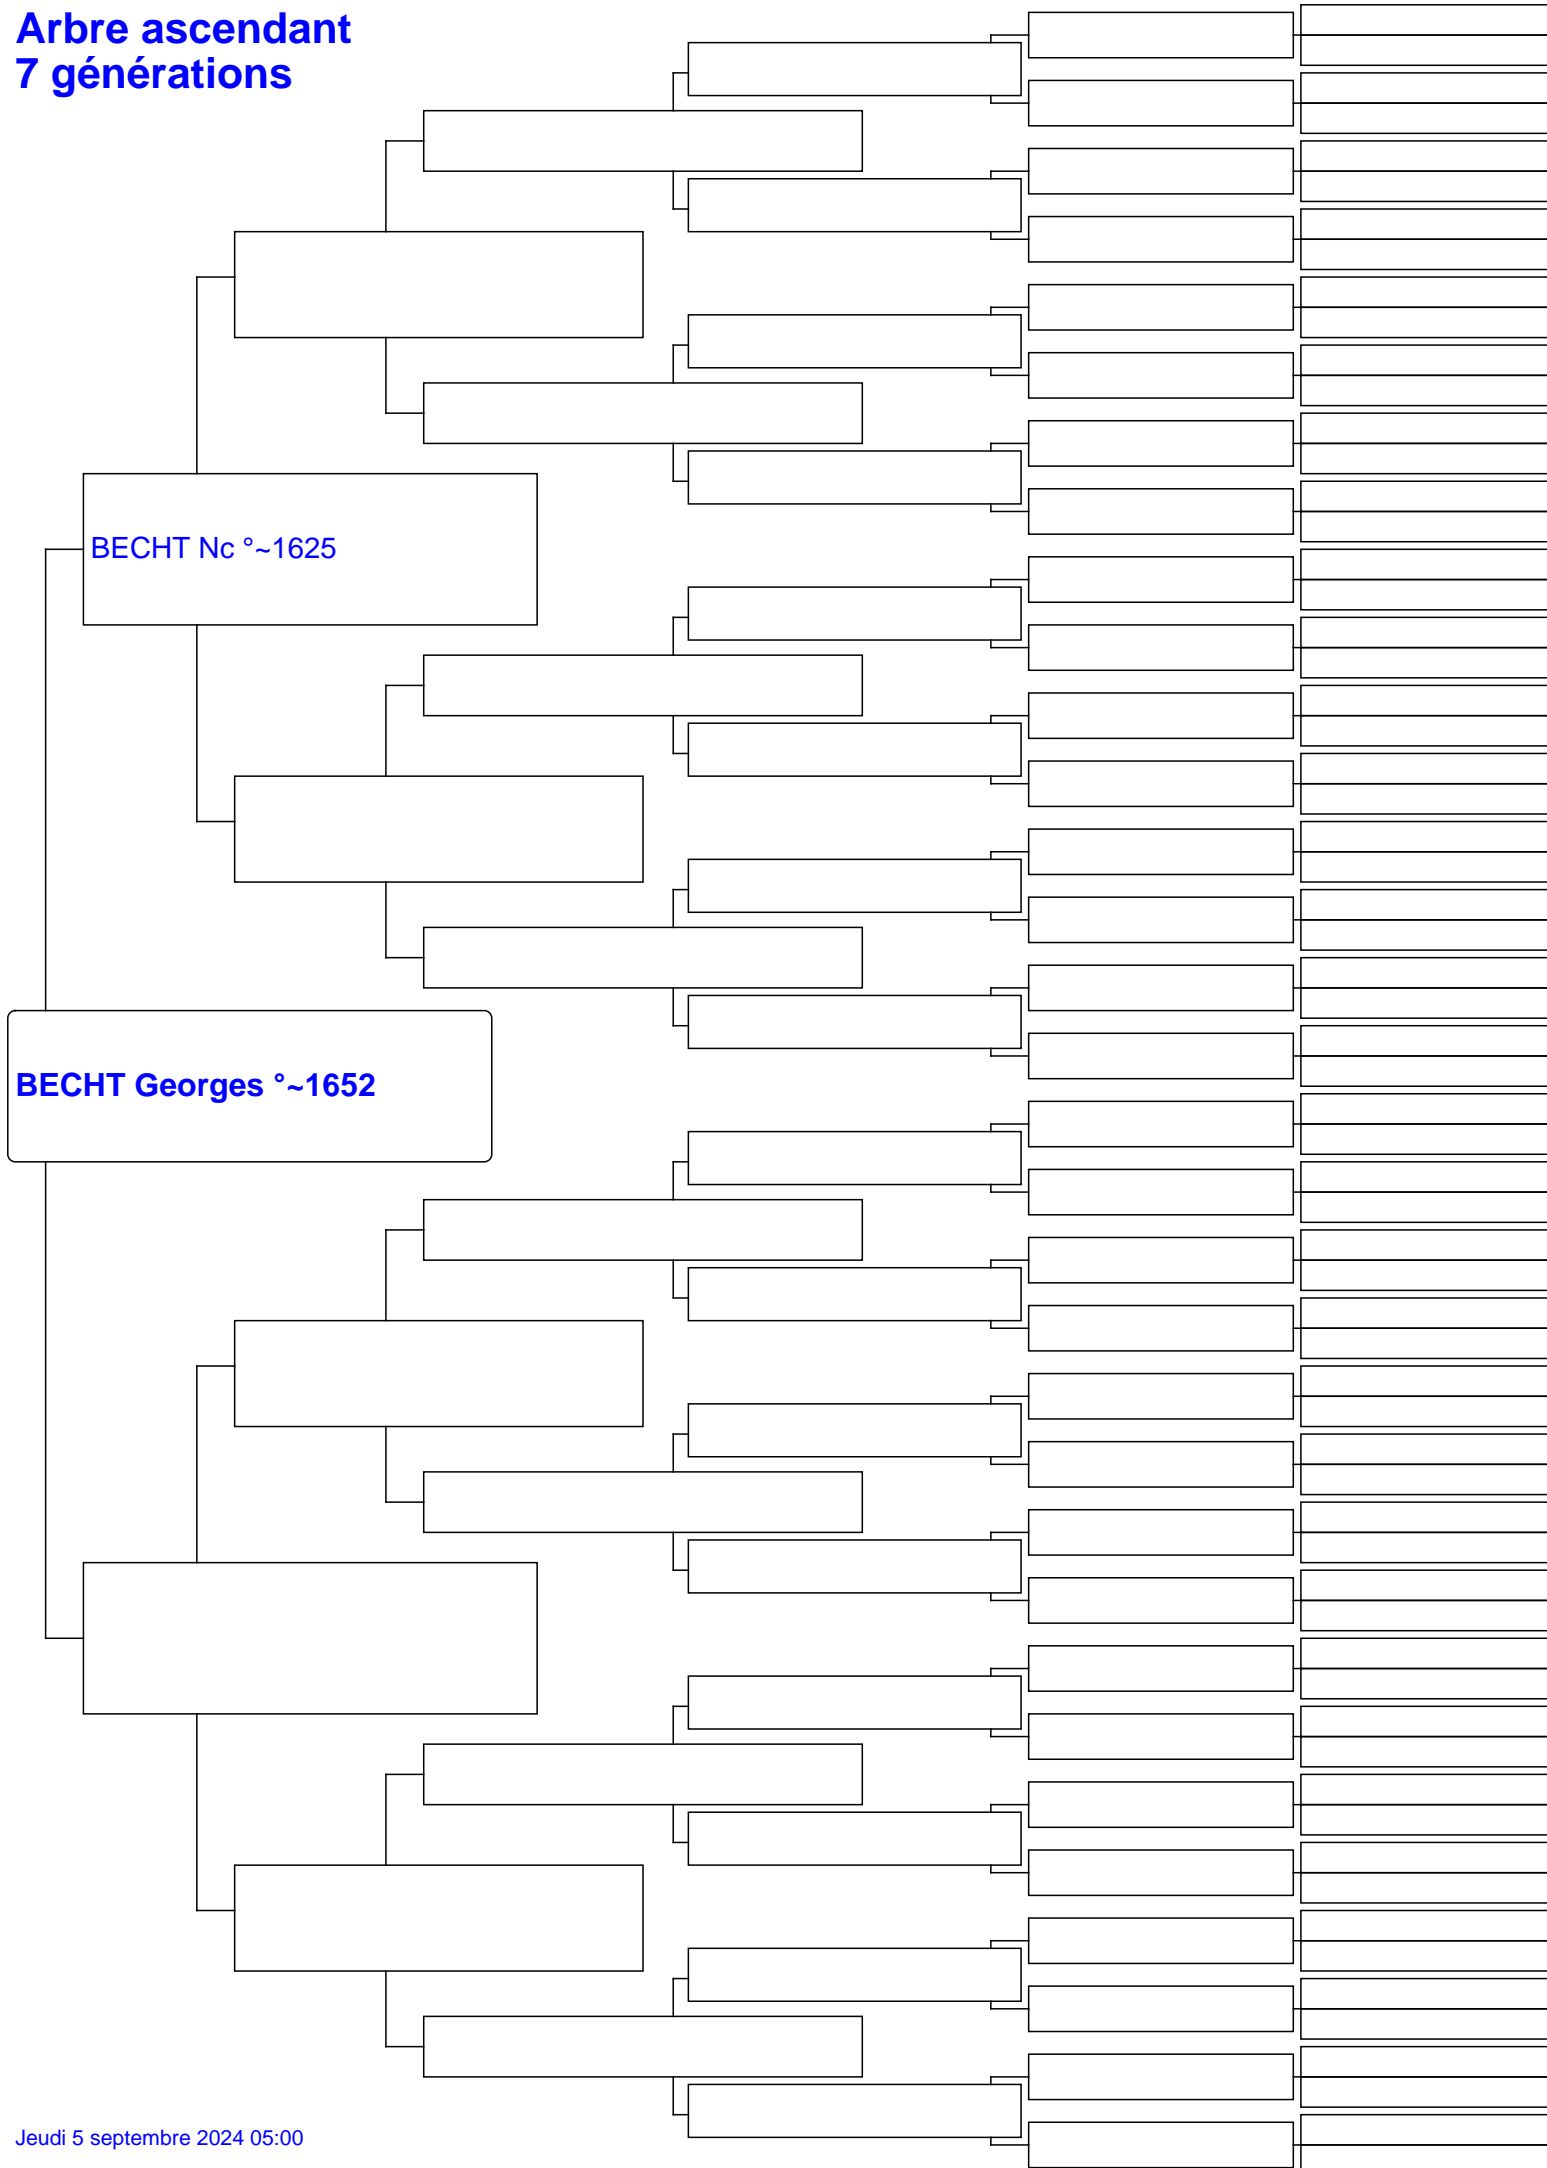 Arbre ascendant
7 générations
BECHT Nc °~1625
BECHT Georges °~1652
Jeudi 5 septembre 2024 05:00